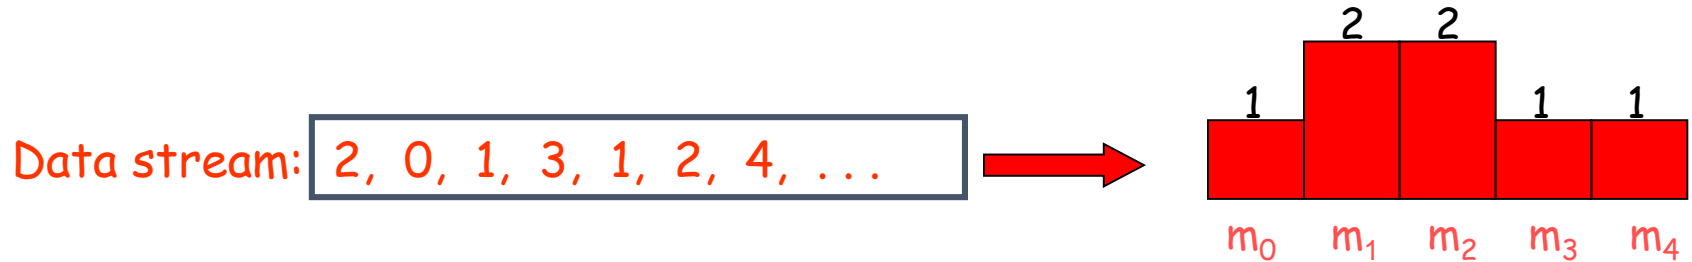 Data stream: 2, 0, 1, 3, 1, 2, 4, . . .
1 2 2 1 1
m₀ m₁ m₂ m₃ m₄